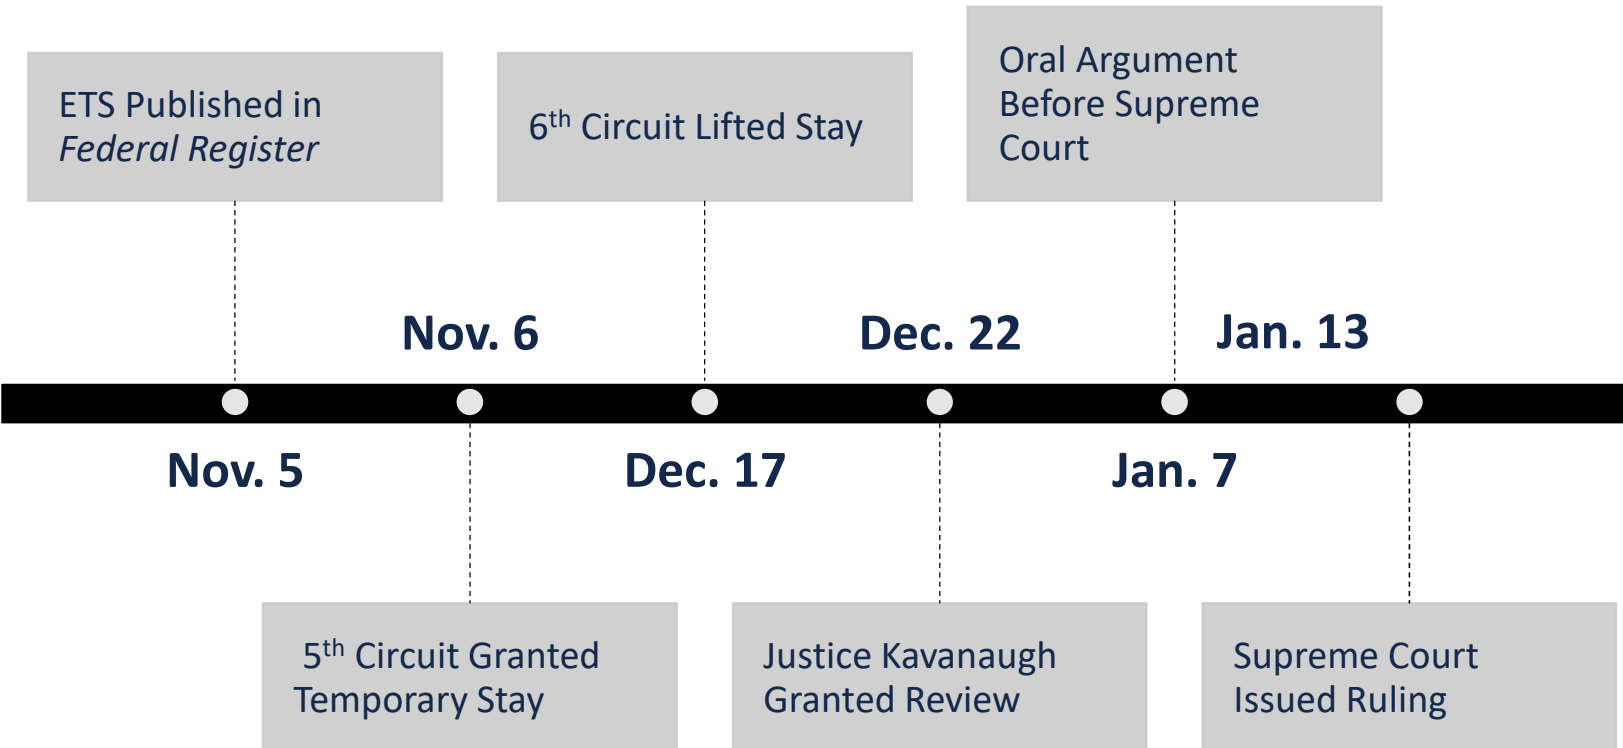 ETS Published in
Federal Register
6th Circuit Lifted Stay
Oral Argument
Before Supreme
Court
Nov. 6
Dec. 22
Jan. 13
Nov. 5
Dec. 17
Jan. 7
5th Circuit Granted
Temporary Stay
Justice Kavanaugh
Granted Review
Supreme Court
Issued Ruling